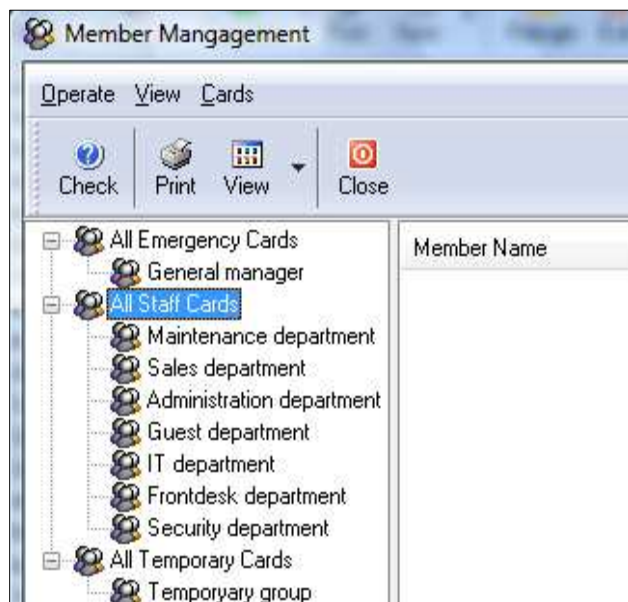 Member Mangagement
Operate View Cards
Check Print View Close
All Emergency Cards
General manager
All Staff Cards
Maintenance department
Sales department
Administration department
Guest department
IT department
Frontdesk department
Security department
All Temporary Cards
Temporyary group
Member Name